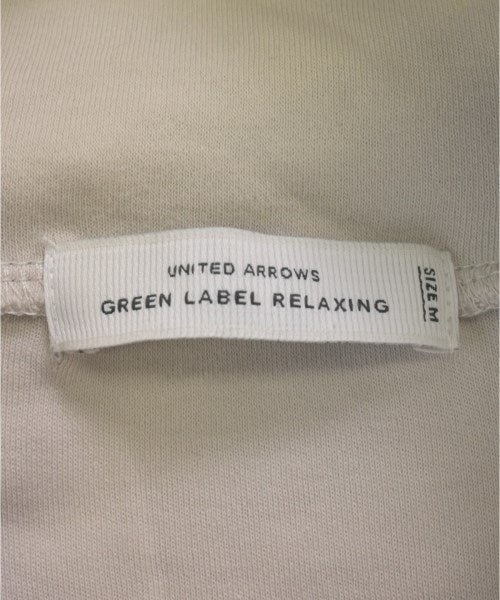 UNITED ARROWS
GREEN LABEL RELAXING
SIZE M